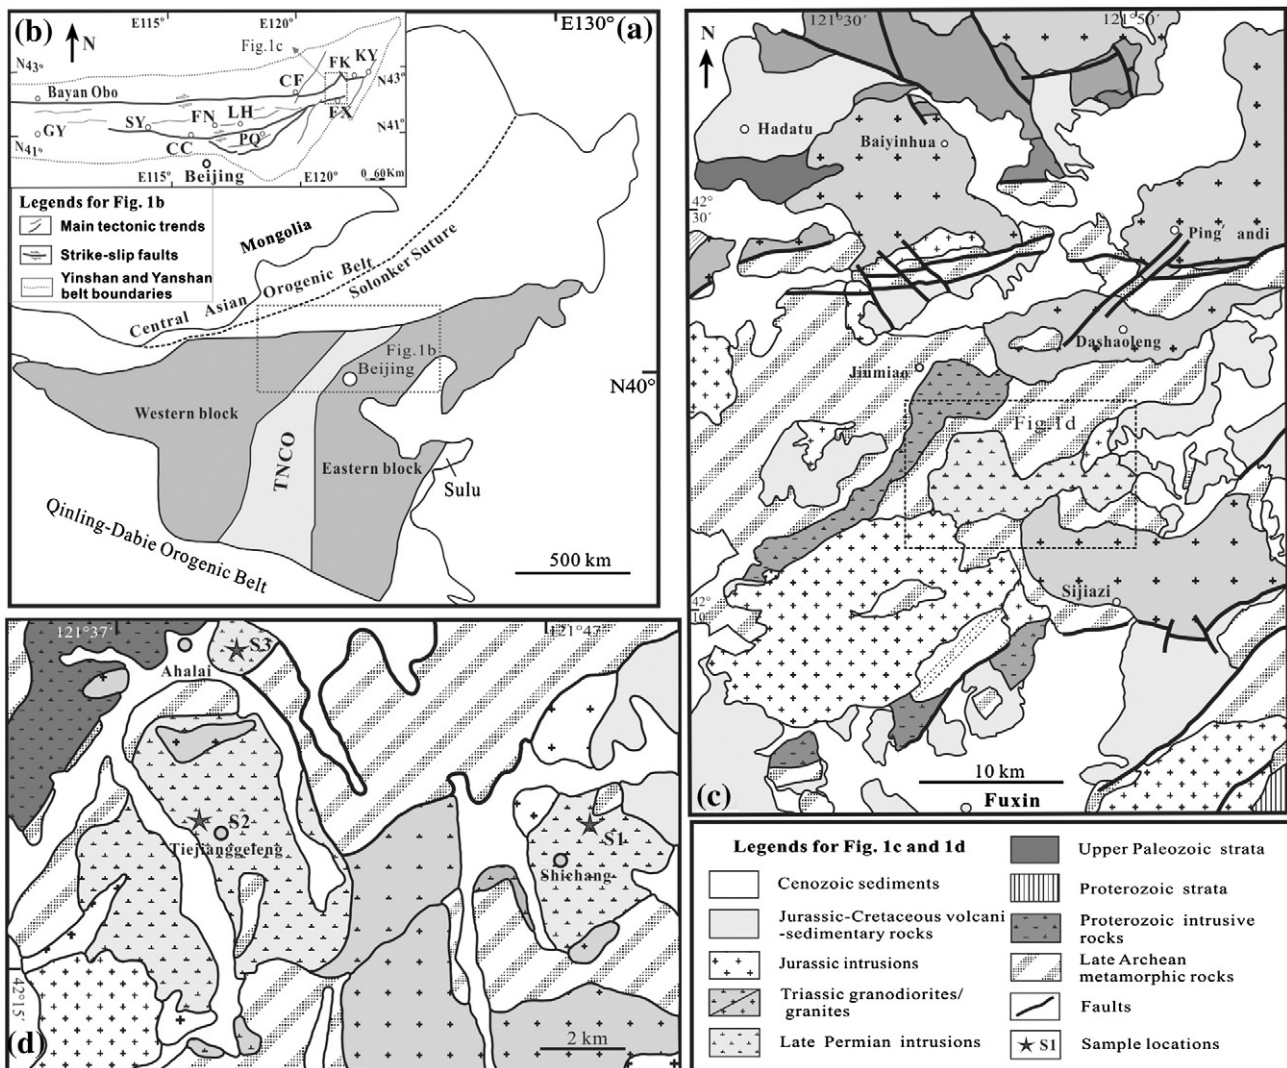 (b)
N
E115°
E120°
Fig.1c
N43°
N43°
CF
FK
KY
Bayan Obo
FX
SY
FN
LH
GY
PQ
CC
N41°
N41°
Beijing
E115°
E120°
0 60Km
E130°
(a)
Legends for Fig. 1b
Main tectonic trends
Strike-slip faults
Yinshan and Yanshan
belt boundaries
Mongolia
Central Asian Orogenic Belt
Solonker Suture
Fig.1b
Beijing
N40°
Western block
TNCO
Eastern block
Sulu
Qinling-Dabie Orogenic Belt
500 km
121°30′
121°50′
N
Hadatu
Baiyinhua
42°
30′
Ping′ andi
Dashaoleng
Jiumiao
Fig.1d
Sijiazi
42°
10′
(c)
10 km
Fuxin
121°37′
121°47′
S3
Ahalai
S2
Tiejianggefeng
S1
Shichang
42°15′
(d)
2 km
Legends for Fig. 1c and 1d
Cenozoic sediments
Jurassic-Cretaceous volcani
-sedimentary rocks
Jurassic intrusions
Triassic granodiorites/
granites
Late Permian intrusions
Upper Paleozoic strata
Proterozoic strata
Proterozoic intrusive
rocks
Late Archean
metamorphic rocks
Faults
S1 Sample locations